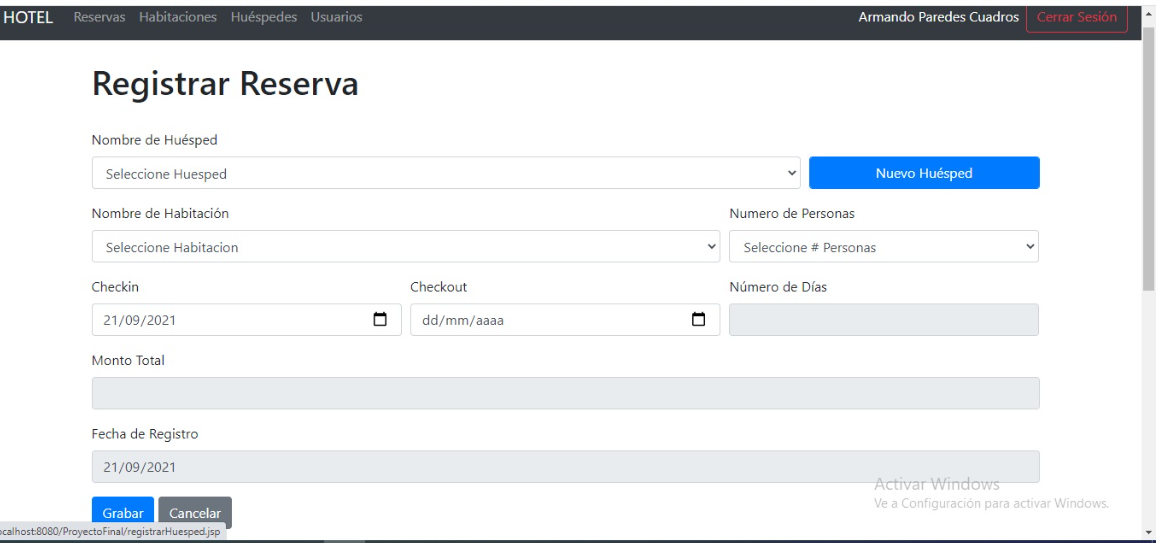 HOTEL Reservas Habitaciones Huéspedes Usuarios Armando Paredes Cuadros Cerrar Sesión
Registrar Reserva
Nombre de Huésped
Seleccione Huesped Nuevo Huésped
Nombre de Habitación Numero de Personas
Seleccione Habitacion Seleccione # Personas
Checkin Checkout Número de Días
21/09/2021 dd/mm/aaaa
Monto Total
Fecha de Registro
21/09/2021
Activar Windows
Ve a Configuración para activar Windows.
Grabar Cancelar
ocalhost:8080/ProyectoFinal/registrarHuesped.jsp